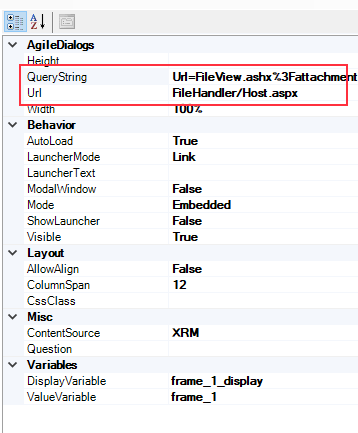 AgileDialogs
Height
QueryString Url=FileView.ashx%3Fattachment
Url FileHandler/Host.aspx
Width 100%
Behavior
AutoLoad True
LauncherMode Link
LauncherText
ModalWindow False
Mode Embedded
ShowLauncher False
Visible True
Layout
AllowAlign False
ColumnSpan 12
CssClass
Misc
ContentSource XRM
Question
Variables
DisplayVariable frame_1_display
ValueVariable frame_1